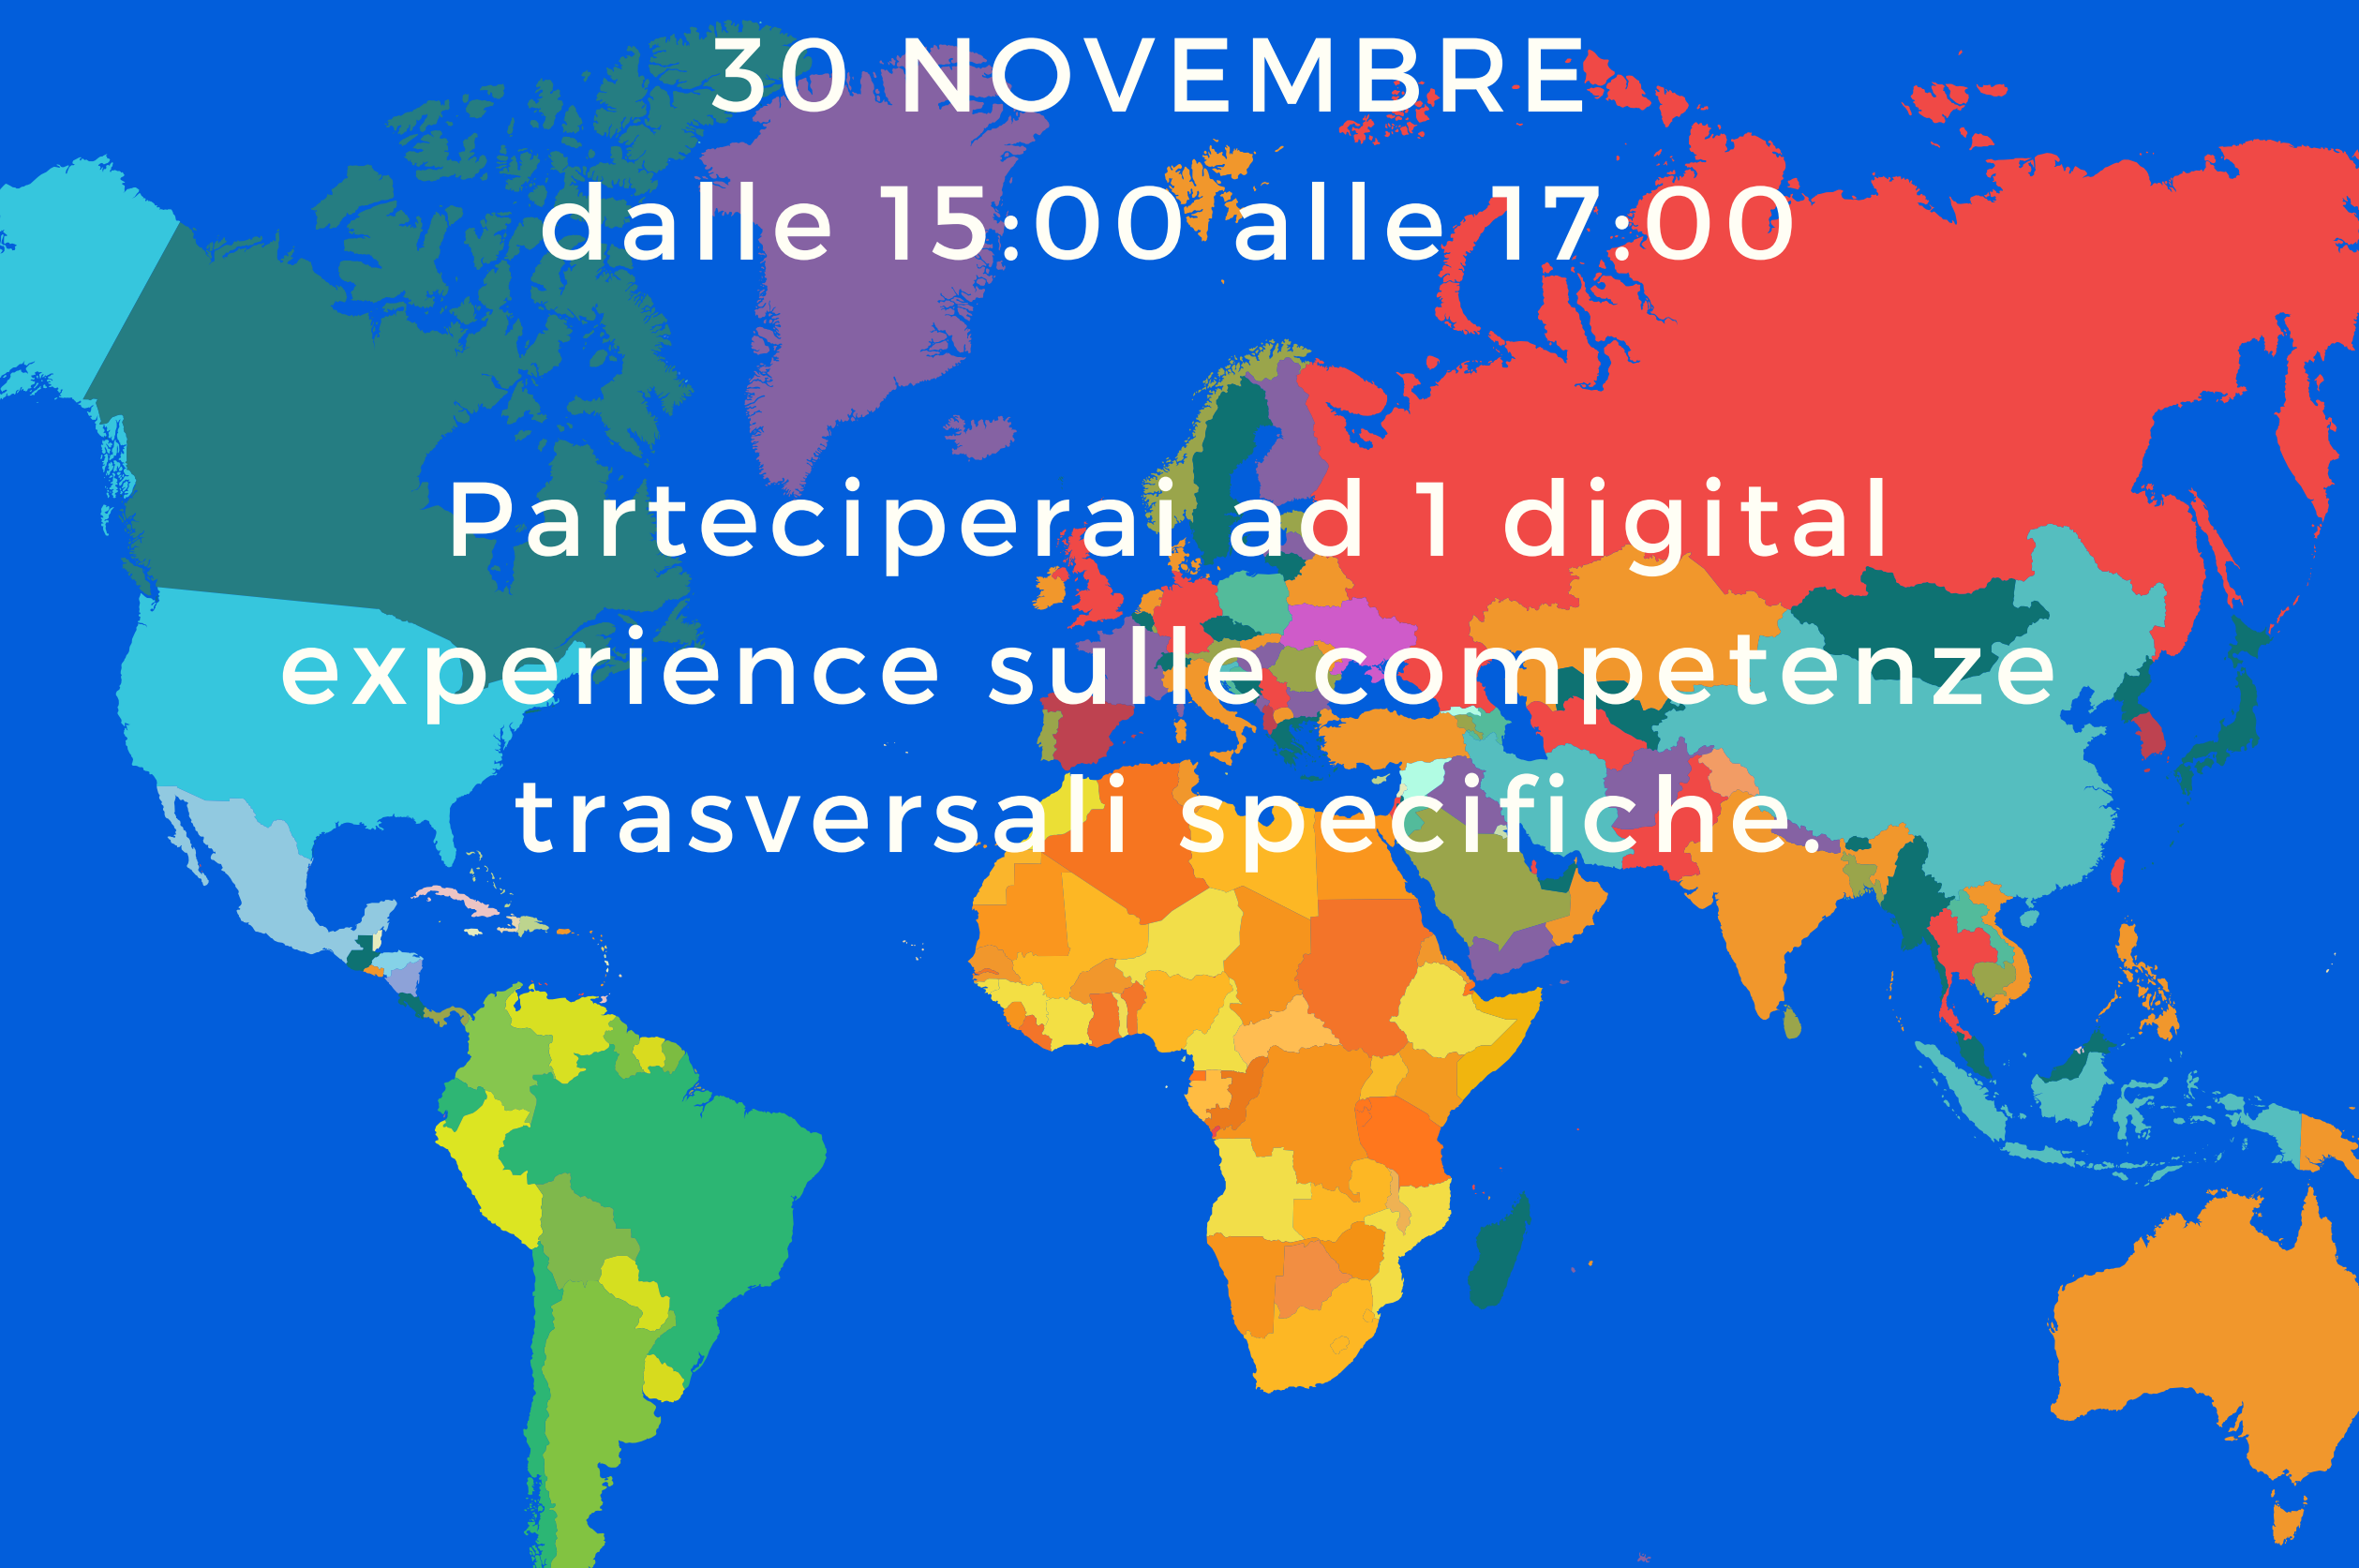 30 NOVEMBRE
dalle 15:00 alle 17:00
Parteciperai ad 1 digital
experience sulle competenze
trasversali specifiche.